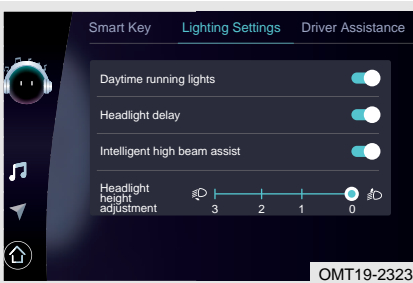 Smart Key Lighting Settings Driver Assistance
Daytime running lights
Headlight delay
Intelligent high beam assist
Headlight
height
adjustment
3 2 1 0
OMT19-2323